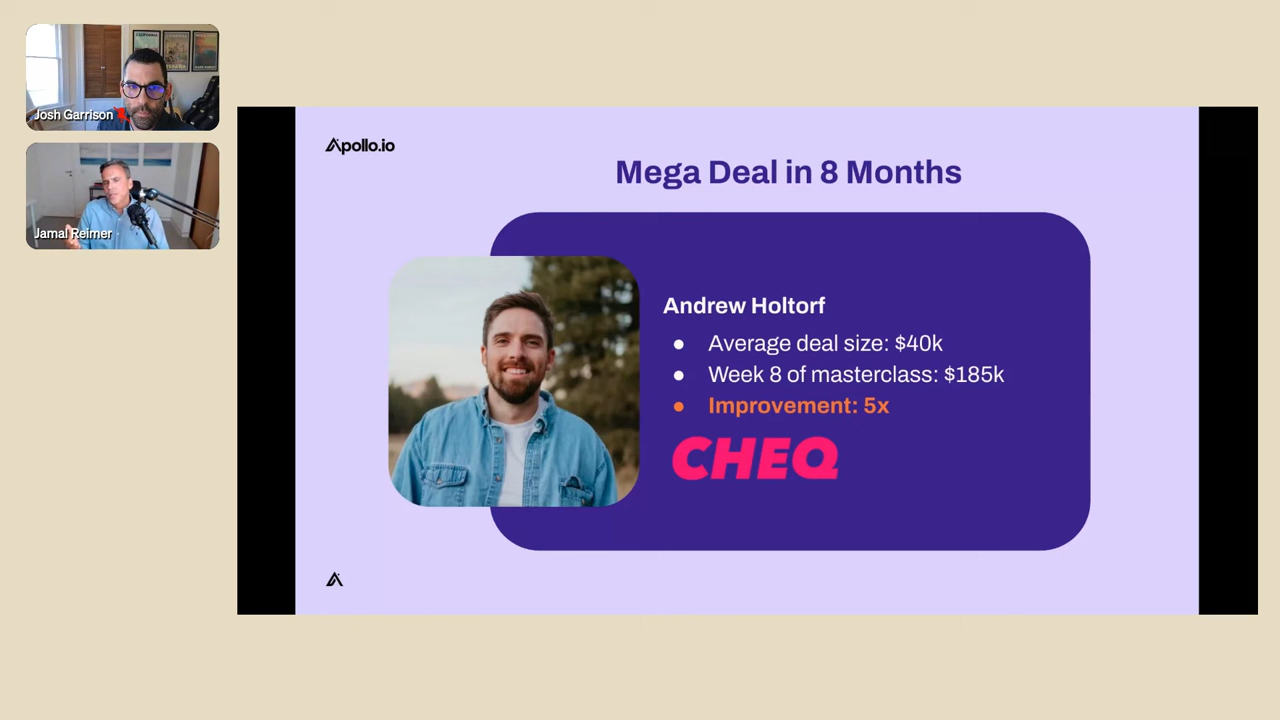 Josh Garrison
Jamal Reimer
Apollo.io
Mega Deal in 8 Months
Andrew Holtorf
● Average deal size: $40k
● Week 8 of masterclass: $185k
● Improvement: 5x
CHEQ